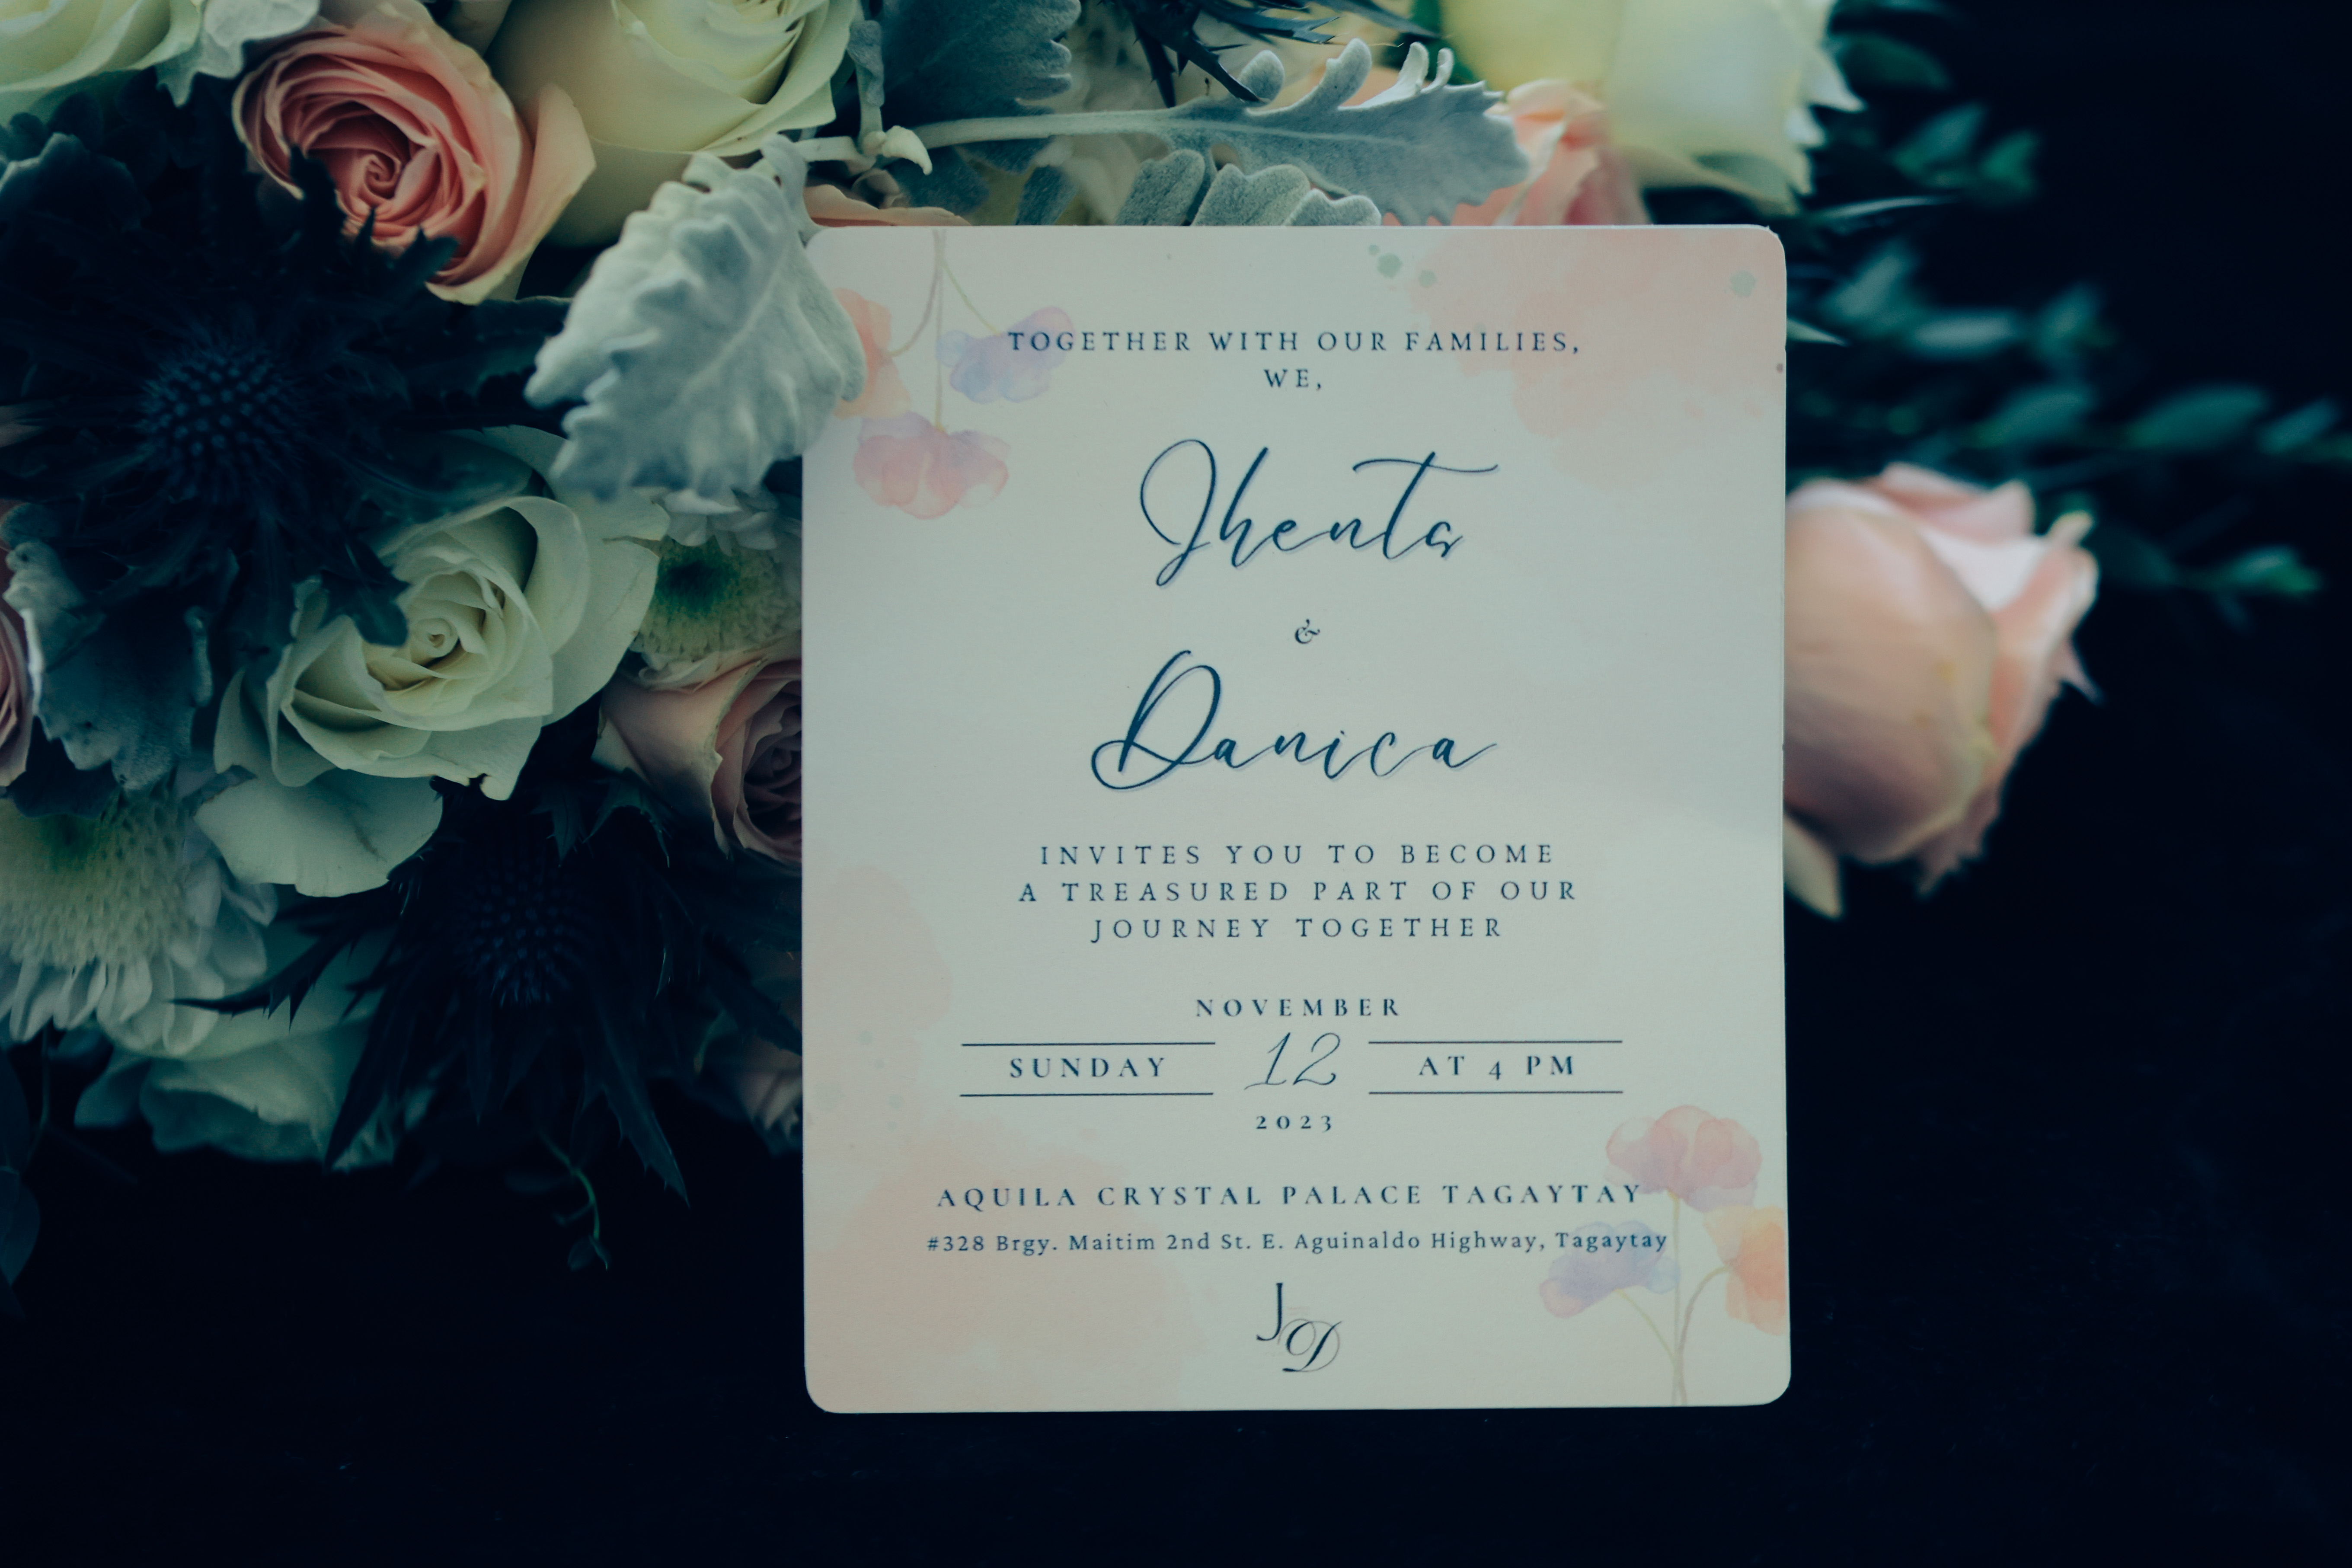 TOGETHER WITH OUR FAMILIES,
WE,
Jhents
&
Danica
INVITES YOU TO BECOME
A TREASURED PART OF OUR
JOURNEY TOGETHER
NOVEMBER
SUNDAY 12 AT 4 PM
2023
AQUILA CRYSTAL PALACE TAGAYTAY
#328 Brgy. Maitim 2nd St. E. Aguinaldo Highway, Tagaytay
JD